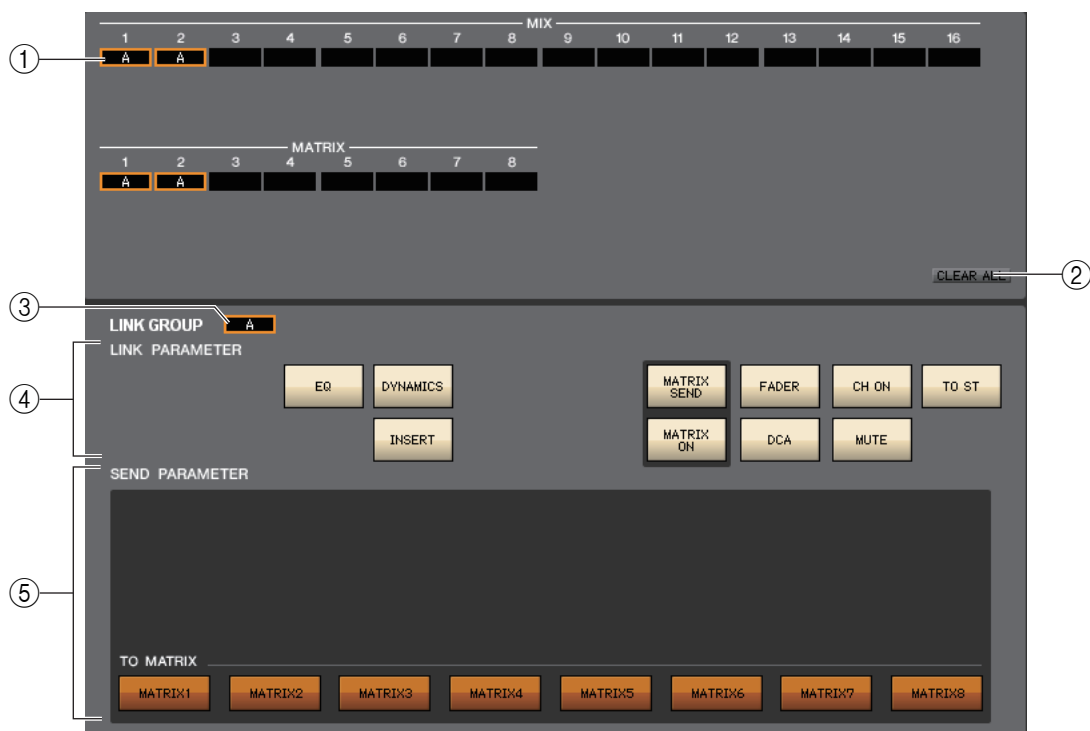 MIX
1 2 3 4 5 6 7 8 9 10 11 12 13 14 15 16
① A A
MATRIX
1 2 3 4 5 6 7 8
A A
CLEAR ALL ②
③ LINK GROUP A
LINK PARAMETER
④ EQ DYNAMICS MATRIX SEND FADER CH ON TO ST
INSERT MATRIX ON DCA MUTE
SEND PARAMETER
⑤
TO MATRIX
MATRIX1 MATRIX2 MATRIX3 MATRIX4 MATRIX5 MATRIX6 MATRIX7 MATRIX8